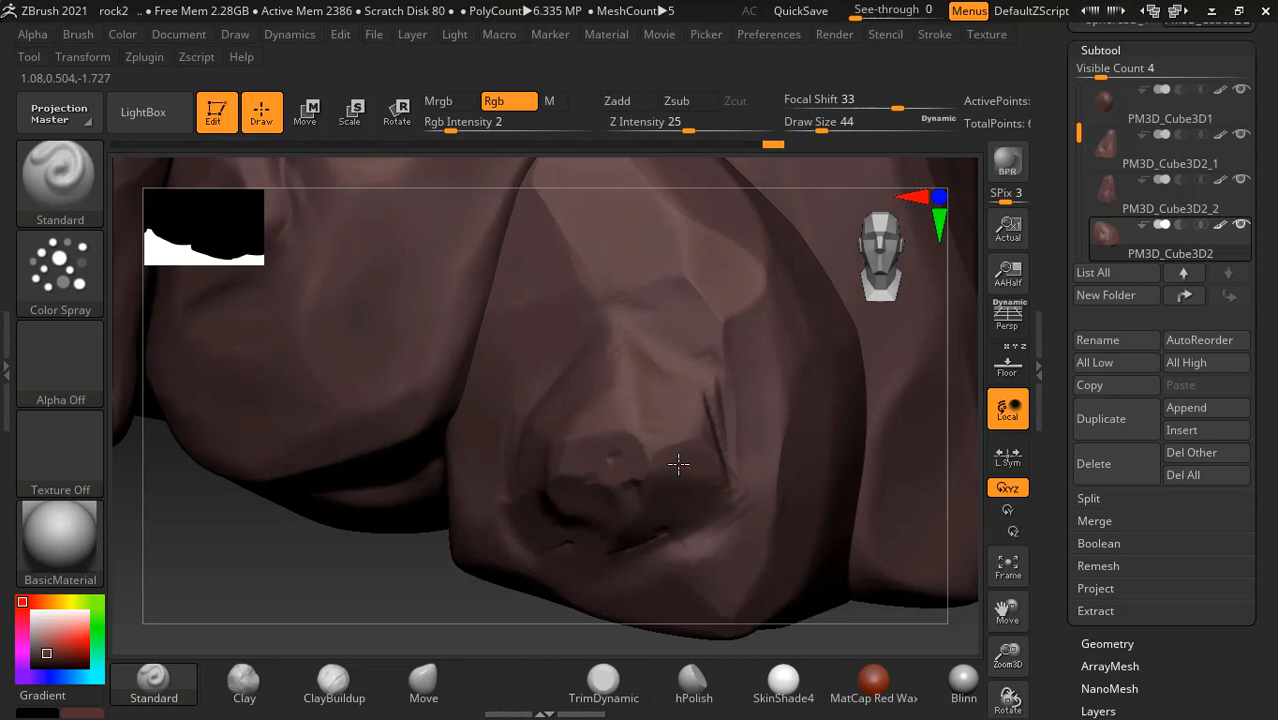 ZBrush 2021 rock2 • Free Mem 2.28GB • Active Mem 2386 • Scratch Disk 80 • PolyCount▶6.335 MP • MeshCount▶5 AC QuickSave See-through 0 Menus DefaultZScript
Alpha Brush Color Document Draw Dynamics Edit File Layer Light Macro Marker Material Movie Picker Preferences Render Stencil Stroke Texture
Tool Transform Zplugin Zscript Help
1.08,0.504,-1.727
Projection
Master
LightBox
Edit
Draw
Move
Scale
Rotate
Mrgb Rgb M
Rgb Intensity 2
Zadd Zsub Zcut
Z Intensity 25
Focal Shift 33
Draw Size 44
Dynamic
ActivePoints:
TotalPoints: 6
Standard
Color Spray
Alpha Off
Texture Off
BasicMaterial
Gradient
BPR
SPix 3
Actual
AAHalf
Dynamic
Persp
X Y Z
Floor
Local
L.Sym
XYZ
Y
Z
Frame
Move
Zoom3D
Rotate
Subtool
Visible Count 4
PM3D_Cube3D1
PM3D_Cube3D2_1
PM3D_Cube3D2_2
PM3D_Cube3D2
List All
New Folder
Rename AutoReorder
All Low All High
Copy Paste
Duplicate Append
Insert
Delete Del Other
Del All
Split
Merge
Boolean
Remesh
Project
Extract
Geometry
ArrayMesh
NanoMesh
Layers
Standard Clay ClayBuildup Move TrimDynamic hPolish SkinShade4 MatCap Red Wax Blinn